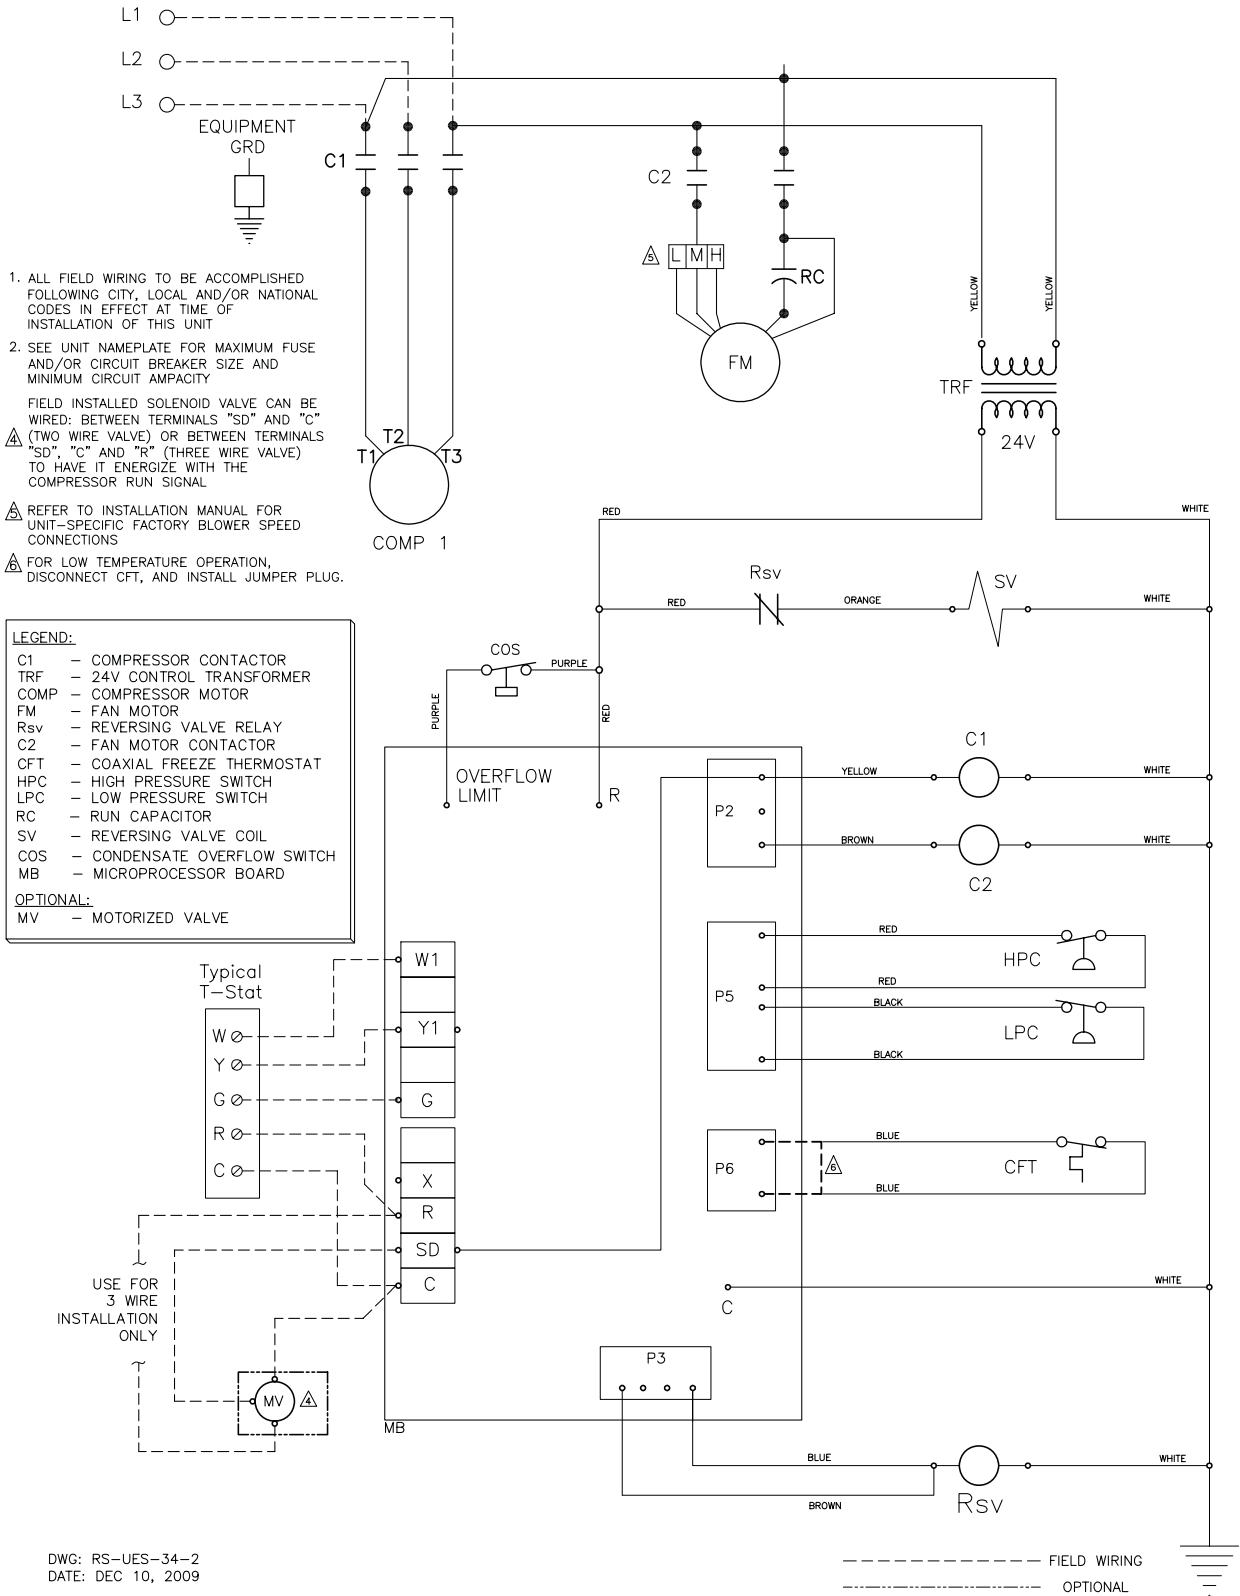 L1
L2
L3
EQUIPMENT
GRD
C1
C2
5
L M H
RC
FM
YELLOW
YELLOW
TRF
24V
1. ALL FIELD WIRING TO BE ACCOMPLISHED
FOLLOWING CITY, LOCAL AND/OR NATIONAL
CODES IN EFFECT AT TIME OF
INSTALLATION OF THIS UNIT
2. SEE UNIT NAMEPLATE FOR MAXIMUM FUSE
AND/OR CIRCUIT BREAKER SIZE AND
MINIMUM CIRCUIT AMPACITY
FIELD INSTALLED SOLENOID VALVE CAN BE
WIRED: BETWEEN TERMINALS "SD" AND "C"
4 (TWO WIRE VALVE) OR BETWEEN TERMINALS
"SD", "C" AND "R" (THREE WIRE VALVE)
TO HAVE IT ENERGIZE WITH THE
COMPRESSOR RUN SIGNAL
5 REFER TO INSTALLATION MANUAL FOR
UNIT-SPECIFIC FACTORY BLOWER SPEED
CONNECTIONS
6 FOR LOW TEMPERATURE OPERATION,
DISCONNECT CFT, AND INSTALL JUMPER PLUG.
T1
T2
T3
COMP 1
RED
WHITE
Rsv
SV
RED
ORANGE
WHITE
COS
PURPLE
PURPLE
RED
LEGEND:
C1 - COMPRESSOR CONTACTOR
TRF - 24V CONTROL TRANSFORMER
COMP - COMPRESSOR MOTOR
FM - FAN MOTOR
Rsv - REVERSING VALVE RELAY
C2 - FAN MOTOR CONTACTOR
CFT - COAXIAL FREEZE THERMOSTAT
HPC - HIGH PRESSURE SWITCH
LPC - LOW PRESSURE SWITCH
RC - RUN CAPACITOR
SV - REVERSING VALVE COIL
COS - CONDENSATE OVERFLOW SWITCH
MB - MICROPROCESSOR BOARD
OPTIONAL:
MV - MOTORIZED VALVE
OVERFLOW
LIMIT
R
P2
YELLOW
C1
WHITE
BROWN
C2
WHITE
P5
RED
HPC
RED
BLACK
LPC
BLACK
P6
6
BLUE
CFT
BLUE
C
WHITE
Typical
T-Stat
W
Y
G
R
C
W1
Y1
G
X
R
SD
C
USE FOR
3 WIRE
INSTALLATION
ONLY
MV
4
P3
MB
BLUE
WHITE
BROWN
Rsv
DWG: RS-UES-34-2
DATE: DEC 10, 2009
FIELD WIRING
OPTIONAL